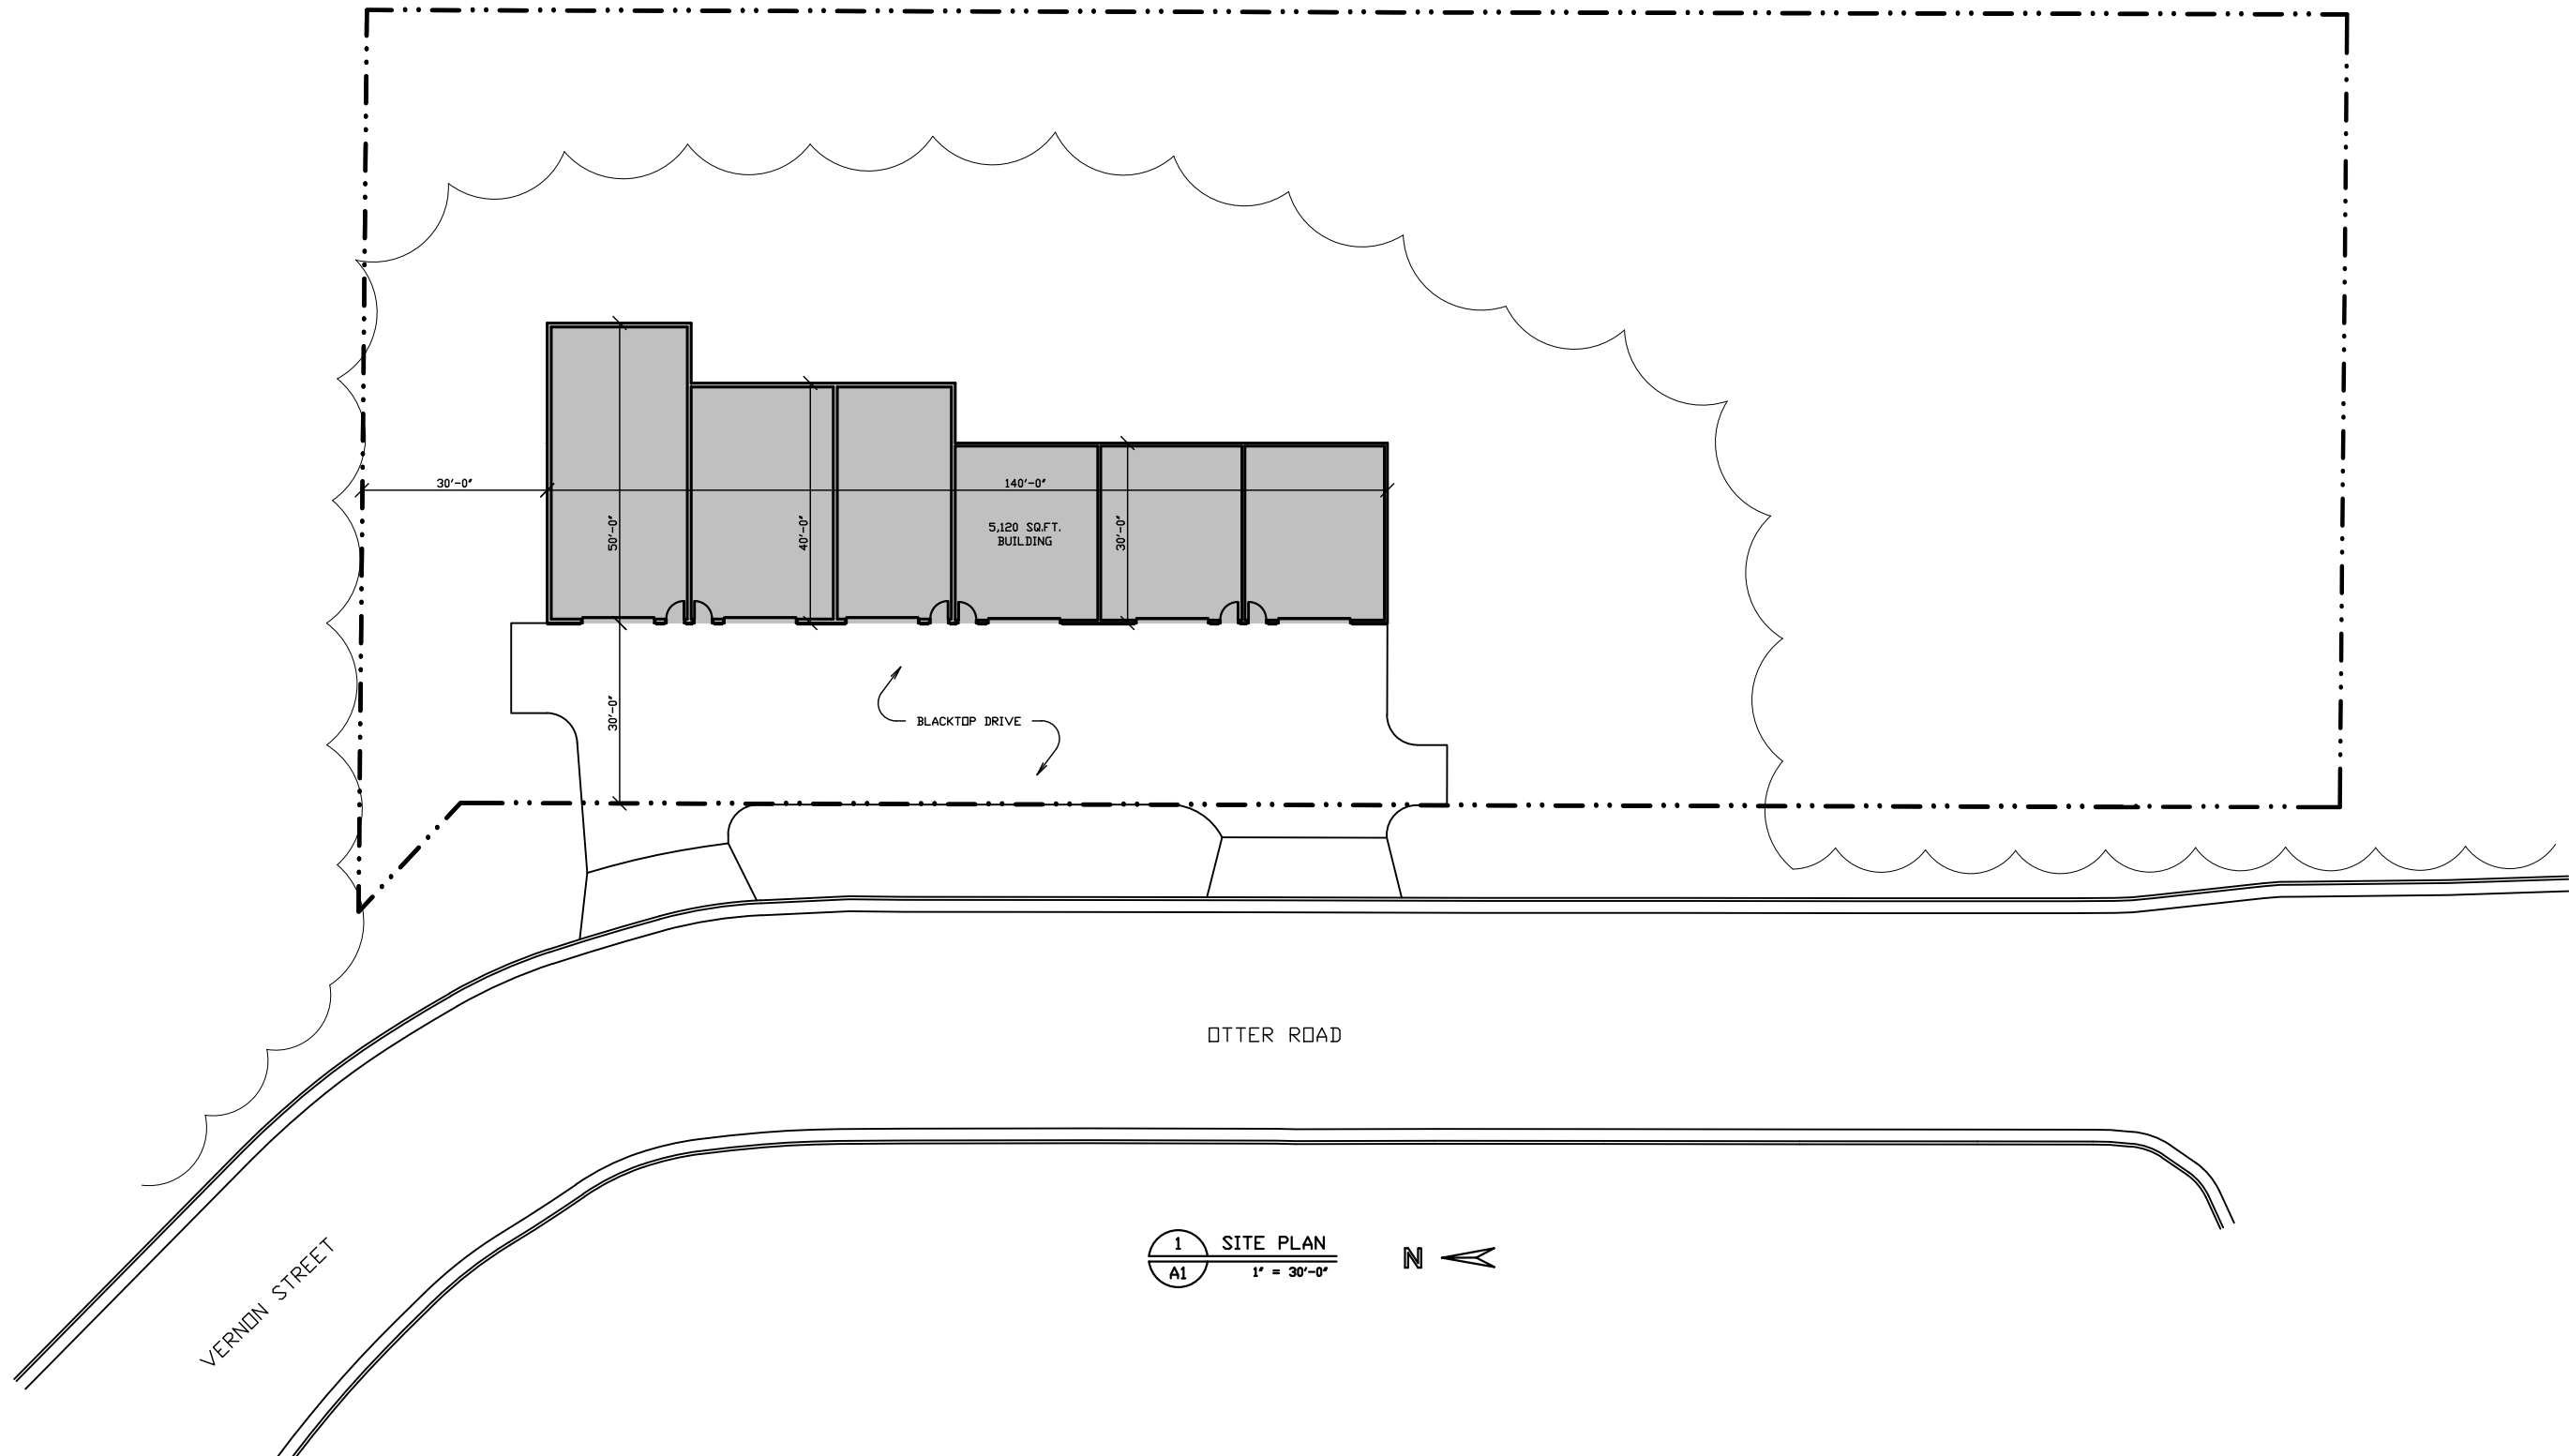 30'-0"
140'-0"
50'-0"
40'-0"
5,120 SQ.FT.
BUILDING
30'-0"
30'-0"
BLACKTOP DRIVE
OTTER ROAD
VERNON STREET
1
SITE PLAN
A1
1" = 30'-0"
N